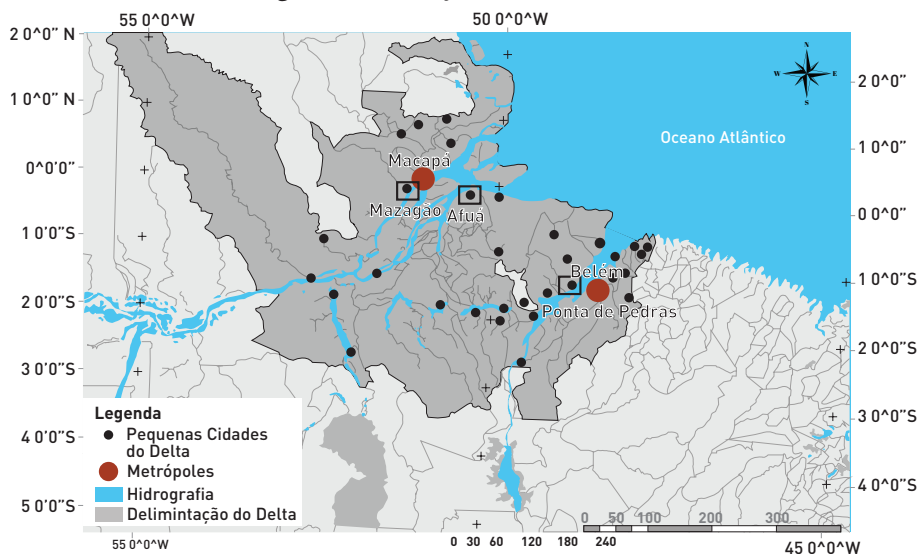 55 0°0"W
50 0°0"W
2 0°0" N
1 0°0" N
0°0'0"
1 0°0"S
2 0°0"S
3 0°0"S
4 0°0"S
5 0°0"S
2 0°0"0"
1 0°0"0"
0 0°0"S
1 0°0"S
2 0°0"S
3 0°0"S
4 0°0"S
N
W
E
S
Oceano Atlântico
Macapá
Mazagão
Afuá
Belém
Ponta de Pedras
Legenda
Pequenas Cidades
do Delta
Metrópoles
Hidrografia
Delimintação do Delta
0 50 100 200 300
0 30 60 120 180 240
55 0°0"W
45 0°0"W